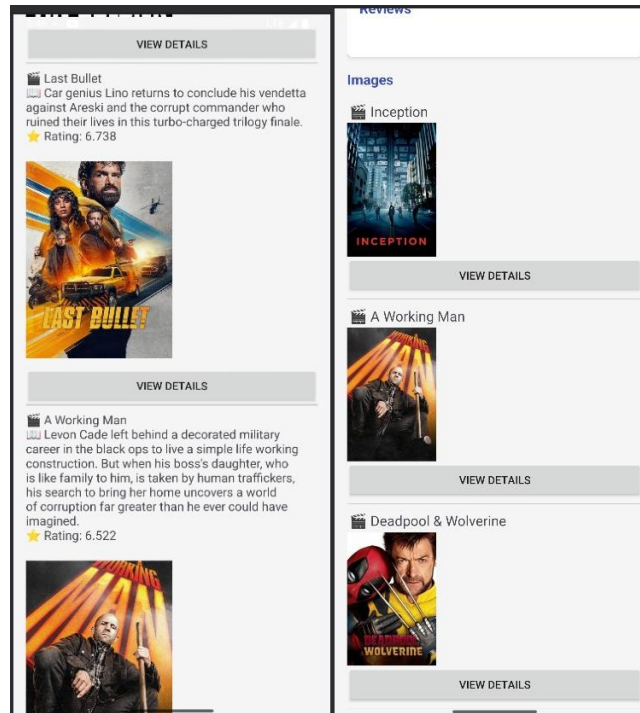 VIEW DETAILS
🎬 Last Bullet
📖 Car genius Lino returns to conclude his vendetta
against Areski and the corrupt commander who
ruined their lives in this turbo-charged trilogy finale.
⭐ Rating: 6.738
LAST BULLET
VIEW DETAILS
🎬 A Working Man
📖 Levon Cade left behind a decorated military
career in the black ops to live a simple life working
construction. But when his boss's daughter, who
is like family to him, is taken by human traffickers,
his search to bring her home uncovers a world
of corruption far greater than he ever could have
imagined.
⭐ Rating: 6.522
WORKING
MAN
Reviews
Images
🎬 Inception
INCEPTION
VIEW DETAILS
🎬 A Working Man
WORKING
MAN
VIEW DETAILS
🎬 Deadpool & Wolverine
DEADPOOL
WOLVERINE
VIEW DETAILS